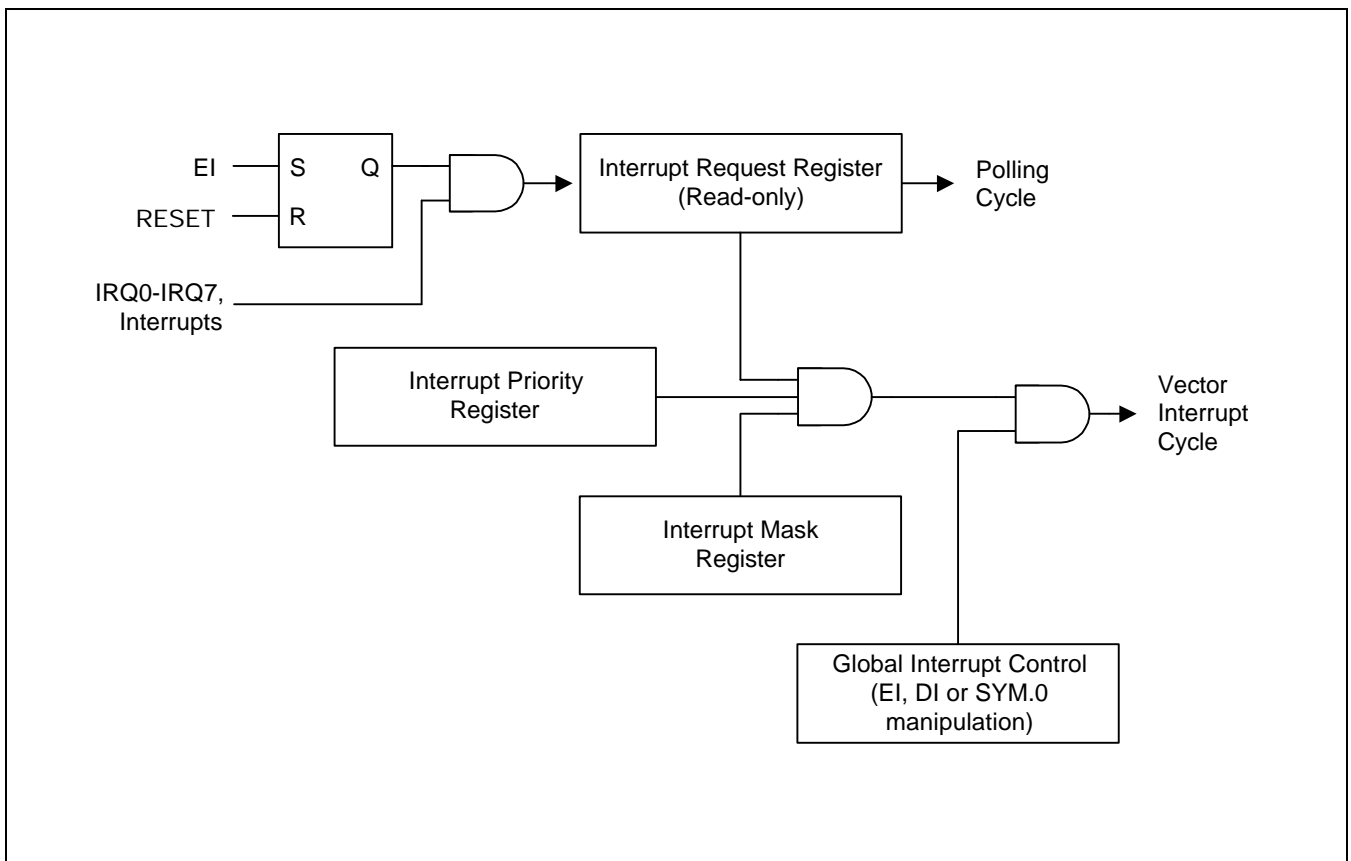 EI
S
Q
RESET
R
IRQ0-IRQ7,
Interrupts
Interrupt Request Register
(Read-only)
Polling
Cycle
Interrupt Priority
Register
Vector
Interrupt
Cycle
Interrupt Mask
Register
Global Interrupt Control
(EI, DI or SYM.0
manipulation)